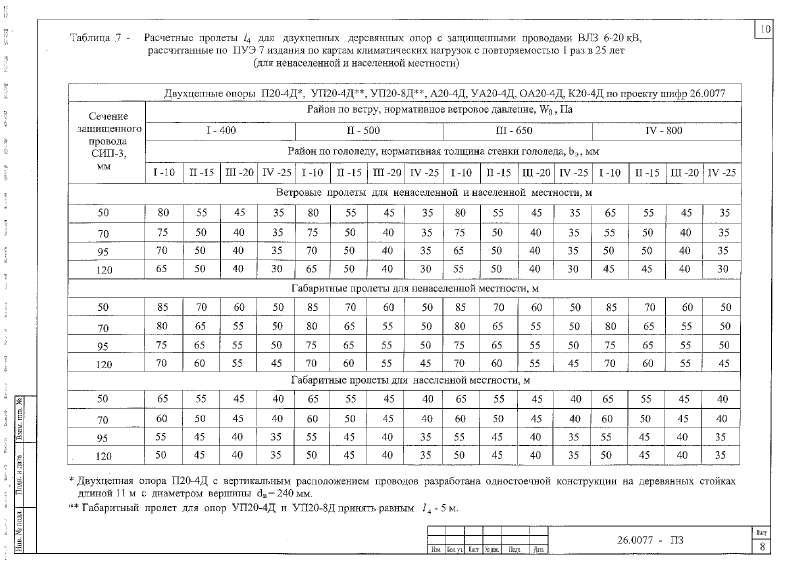 10
Таблица 7 - Расчетные пролеты l4 для двухцепных деревянных опор с защищенными проводами ВЛЗ 6-20 кВ,
рассчитанные по ПУЭ 7 издания по картам климатических нагрузок с повторяемостью 1 раз в 25 лет
(для ненаселенной и населенной местности)
Сечение защищенного провода СИП-3, мм
Двухцепные опоры П20-4Д*, УП20-4Д**, УП20-8Д**, А20-4Д, УА20-4Д, ОА20-4Д, К20-4Д по проекту шифр 26.0077
Район по ветру, нормативное ветровое давление, W0, Па
I - 400 II - 500 III - 650 IV - 800
Район по гололеду, нормативная толщина стенки гололеда, bэ, мм
I -10 II -15 III -20 IV -25 I -10 II -15 III -20 IV -25 I -10 II -15 III -20 IV -25 I -10 II -15 III -20 IV -25
Ветровые пролеты для ненаселенной и населенной местности, м
50 80 55 45 35 80 55 45 35 80 55 45 35 65 55 45 35
70 75 50 40 35 75 50 40 35 75 50 40 35 55 50 40 35
95 70 50 40 35 70 50 40 35 65 50 40 35 50 50 40 35
120 65 50 40 30 65 50 40 30 55 50 40 30 45 45 40 30
Габаритные пролеты для ненаселенной местности, м
50 85 70 60 50 85 70 60 50 85 70 60 50 85 70 60 50
70 80 65 55 50 80 65 55 50 80 65 55 50 80 65 55 50
95 75 65 55 50 75 65 55 50 75 65 55 50 75 65 55 50
120 70 60 55 45 70 60 55 45 70 60 55 45 70 60 55 45
Габаритные пролеты для населенной местности, м
50 65 55 45 40 65 55 45 40 65 55 45 40 65 55 45 40
70 60 50 45 40 60 50 45 40 60 50 45 40 60 50 45 40
95 55 45 40 35 55 45 40 35 55 45 40 35 55 45 40 35
120 50 45 40 35 50 45 40 35 50 45 40 35 50 45 40 35
* Двухцепная опора П20-4Д с вертикальным расположением проводов разработана одностоечной конструкции на деревянных стойках
длиной 11 м с диаметром вершины dв= 240 мм.
** Габаритный пролет для опор УП20-4Д и УП20-8Д принять равным l4 - 5 м.
Взам. инв. №
Подп. и дата
Инв. № подл.
Изм. Кол.уч. Лист № док. Подп. Дата
26.0077 - ПЗ
Лист
8